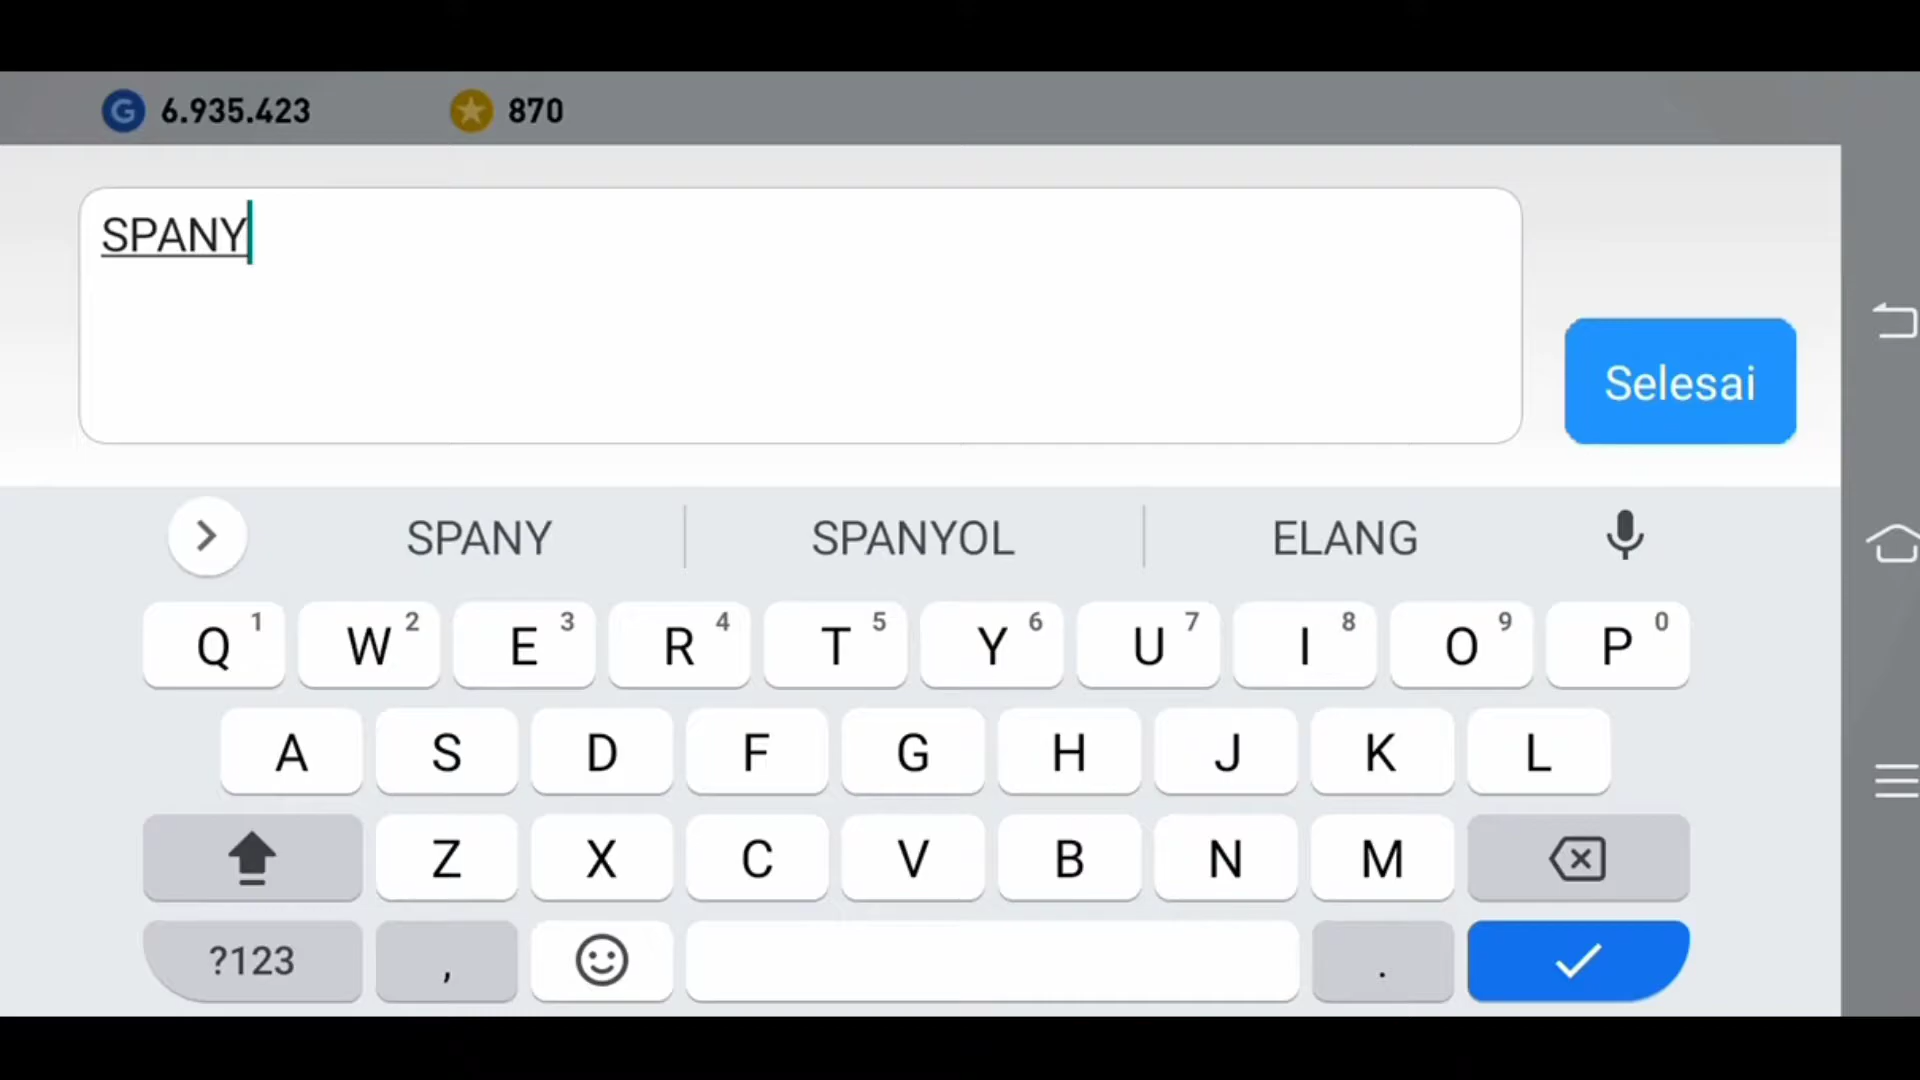 G 6.935.423 870
SPANY
Selesai
SPANY SPANYOL ELANG
Q 1 W 2 E 3 R 4 T 5 Y 6 U 7 I 8 O 9 P 0
A S D F G H J K L
Z X C V B N M
?123 , .